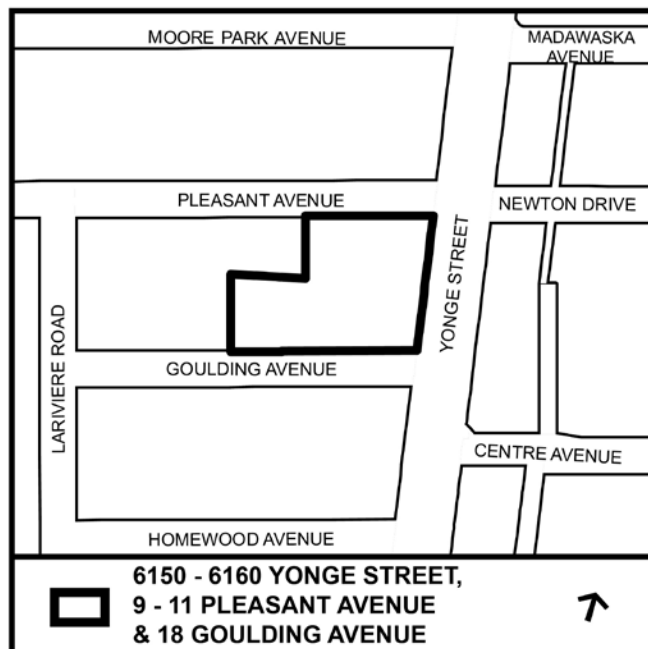 MOORE PARK AVENUE
MADAWASKA
AVENUE
PLEASANT AVENUE
NEWTON DRIVE
YONGE STREET
LARIVIERE ROAD
GOULDING AVENUE
CENTRE AVENUE
HOMEWOOD AVENUE
6150 - 6160 YONGE STREET,
9 - 11 PLEASANT AVENUE
& 18 GOULDING AVENUE